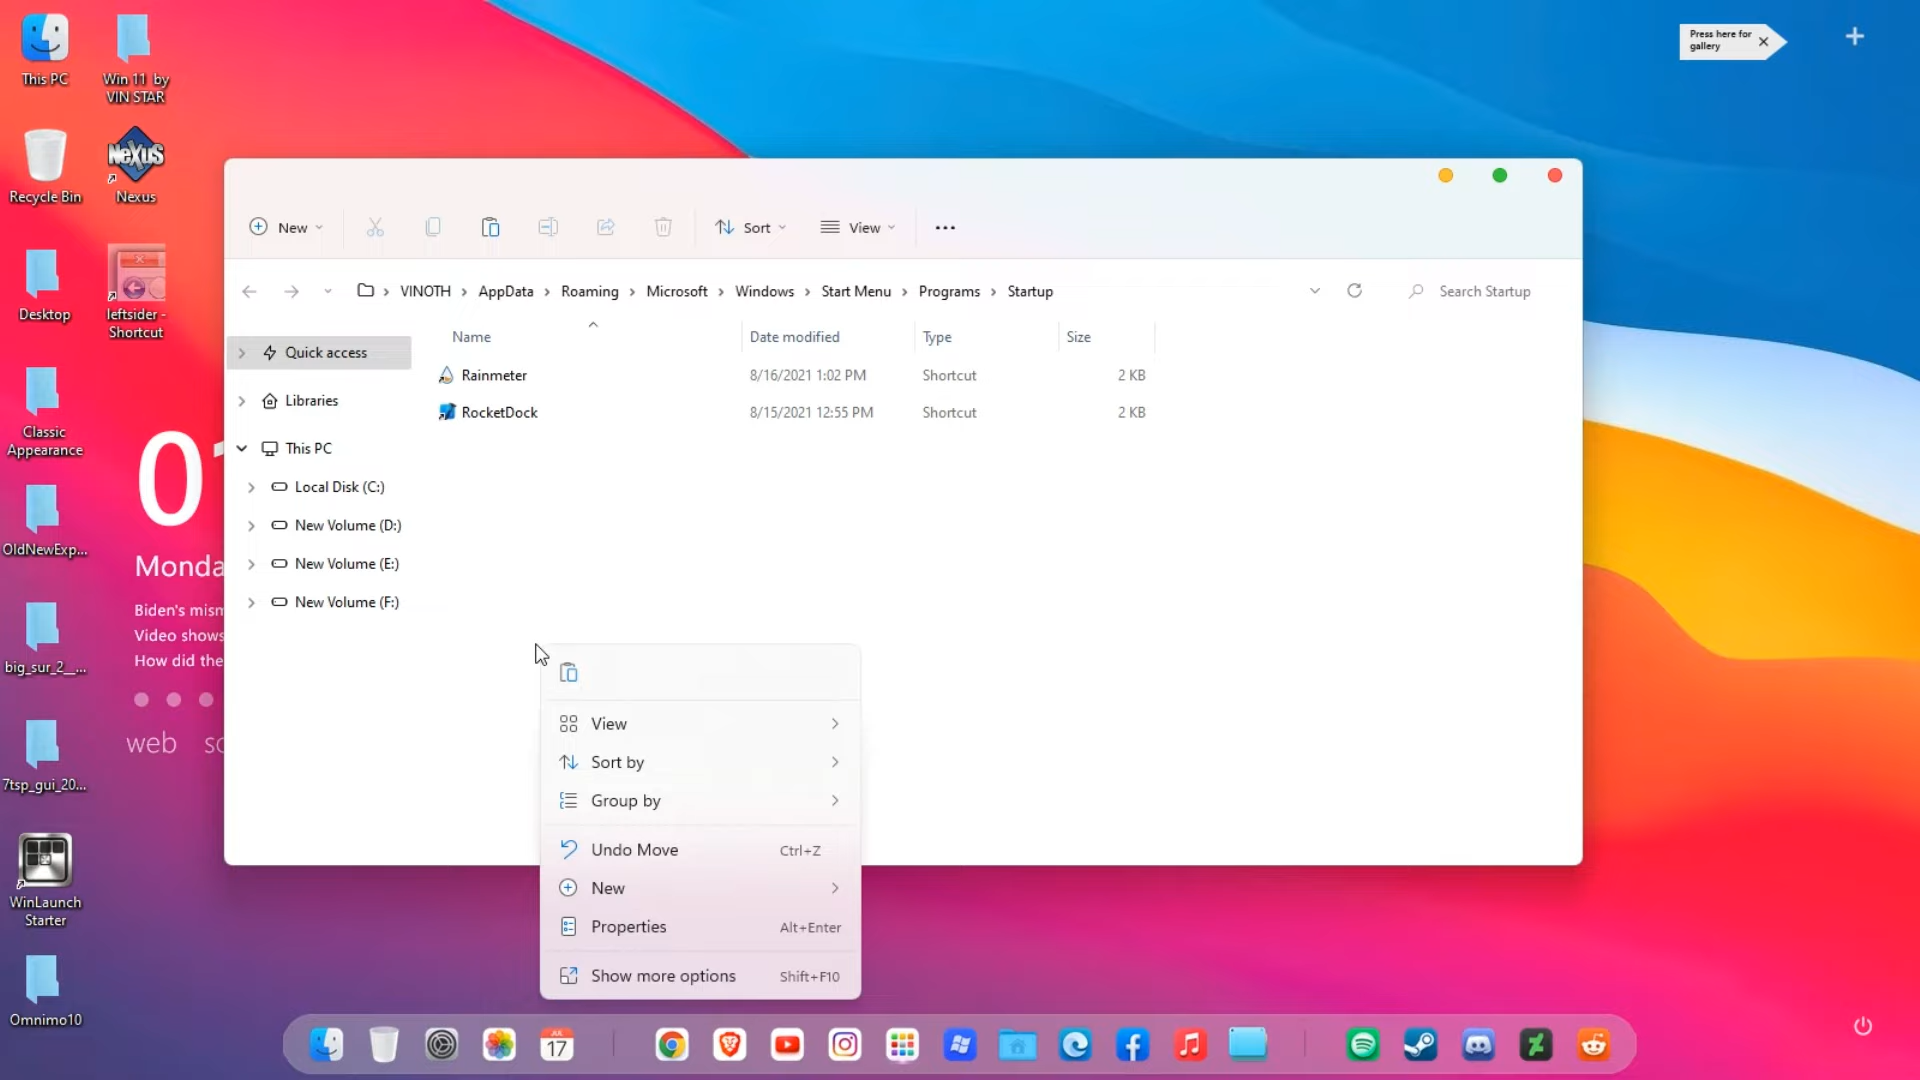 This PC
Win 11 by
VIN STAR
Press here for
gallery
Recycle Bin
NeXuS
Nexus
Desktop
leftsider -
Shortcut
Classic
Appearance
OldNewExp...
big_sur_2__...
7tsp_gui_20...
WinLaunch
Starter
Omnimo10
Monda
Biden's mism
Video shows
How did the
web
New
Sort
View
VINOTH
AppData
Roaming
Microsoft
Windows
Start Menu
Programs
Startup
Search Startup
Name
Date modified
Type
Size
Quick access
Libraries
This PC
Local Disk (C:)
New Volume (D:)
New Volume (E:)
New Volume (F:)
Rainmeter 8/16/2021 1:02 PM Shortcut 2 KB
RocketDock 8/15/2021 12:55 PM Shortcut 2 KB
View
Sort by
Group by
Undo Move Ctrl+Z
New
Properties Alt+Enter
Show more options Shift+F10
JUL
17